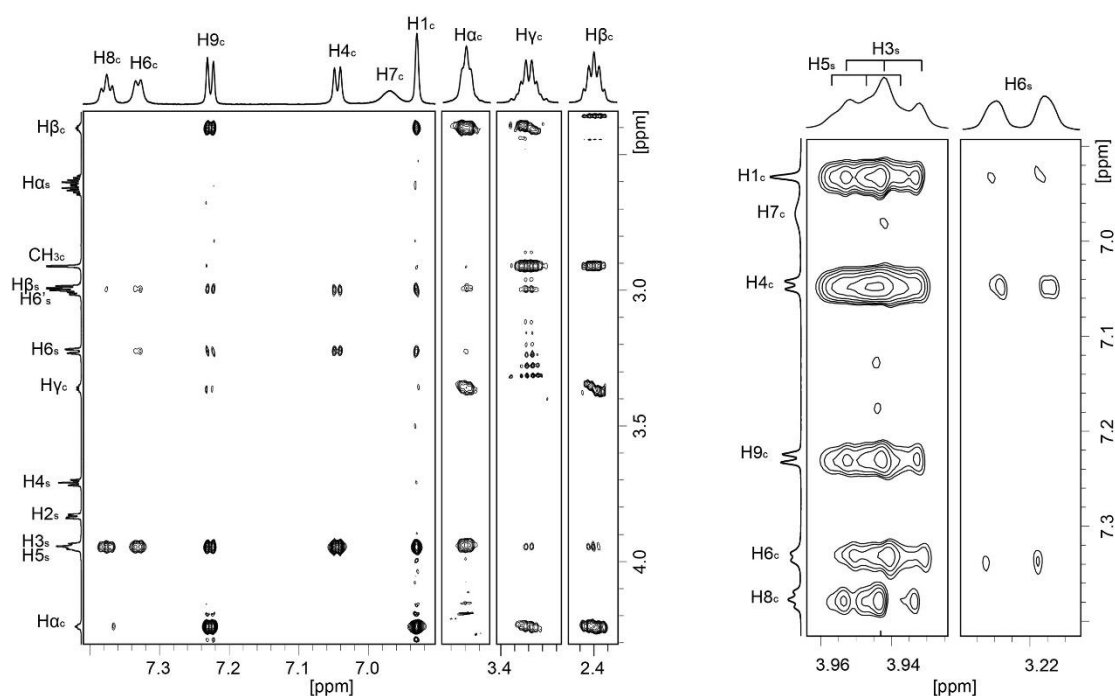 H8c H6c H9c H4c H7c H1c Hαc Hγc Hβc
Hβc
Hαs
CH3c
Hβs
H6's
H6s
Hγc
H4s
H2s
H3s
H5s
Hαc
[ppm]
3.0
3.5
4.0
7.3 7.2 7.1 7.0 3.4 2.4
[ppm] [ppm]
H3s
H5s
H6s
H1c
H7c
H4c
H9c
H6c
H8c
[ppm]
7.0
7.1
7.2
7.3
3.96 3.94 3.22
[ppm]